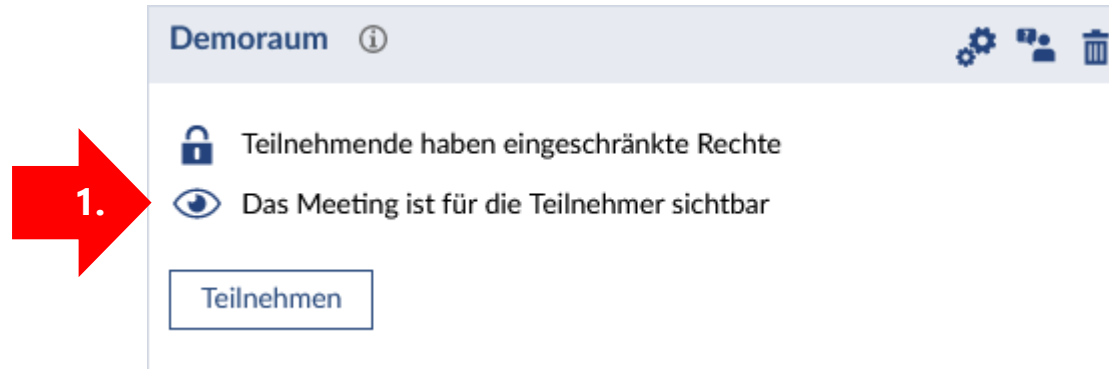 Demoraum
Teilnehmende haben eingeschränkte Rechte
1.
Das Meeting ist für die Teilnehmer sichtbar
Teilnehmen